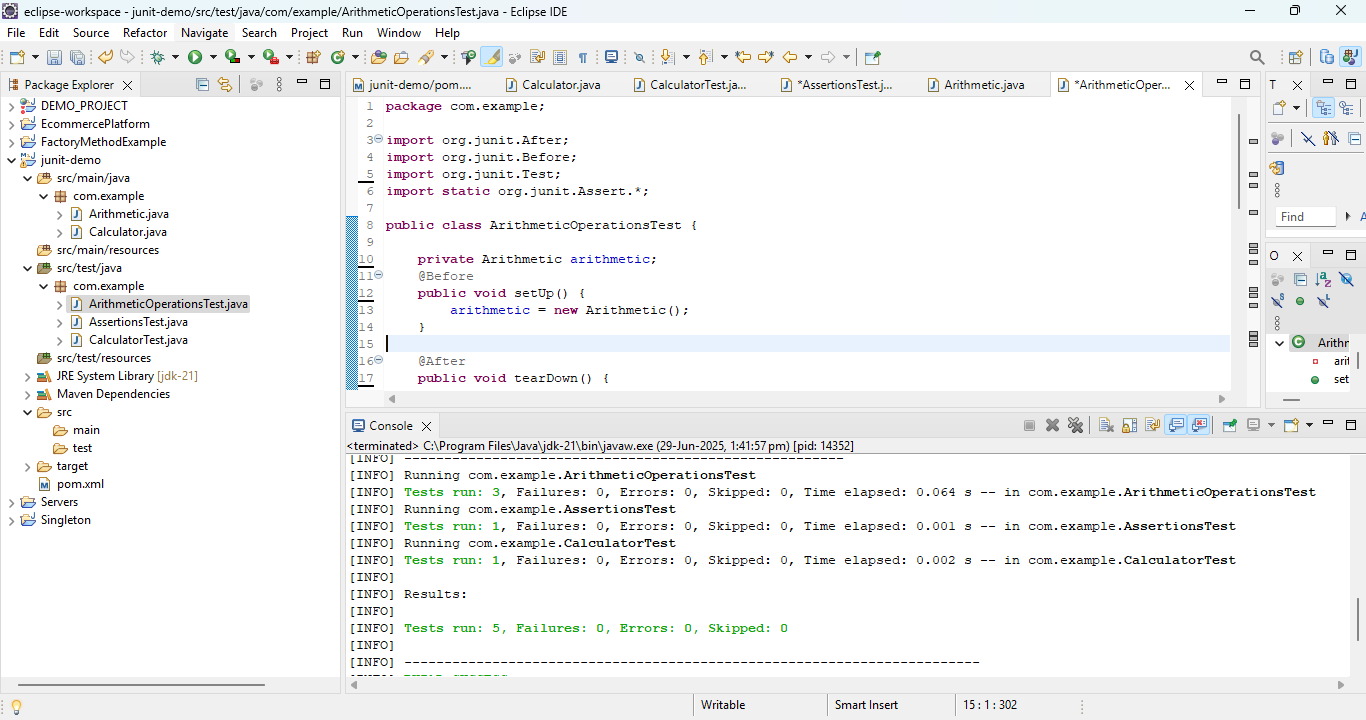 eclipse-workspace - junit-demo/src/test/java/com/example/ArithmeticOperationsTest.java - Eclipse IDE
File Edit Source Refactor Navigate Search Project Run Window Help
Package Explorer
DEMO_PROJECT
EcommercePlatform
FactoryMethodExample
junit-demo
src/main/java
com.example
Arithmetic.java
Calculator.java
src/main/resources
src/test/java
com.example
ArithmeticOperationsTest.java
AssertionsTest.java
CalculatorTest.java
src/test/resources
JRE System Library [jdk-21]
Maven Dependencies
src
main
test
target
pom.xml
Servers
Singleton
junit-demo/pom.... Calculator.java CalculatorTest.ja... *AssertionsTest.j... Arithmetic.java *ArithmeticOper...
1 package com.example;
2
3 import org.junit.After;
4 import org.junit.Before;
5 import org.junit.Test;
6 import static org.junit.Assert.*;
7
8 public class ArithmeticOperationsTest {
9
10 private Arithmetic arithmetic;
11 @Before
12 public void setUp() {
13 arithmetic = new Arithmetic();
14 }
15
16 @After
17 public void tearDown() {
T
Find
A
O
Arithr
arit
set
Console
<terminated> C:\Program Files\Java\jdk-21\bin\javaw.exe (29-Jun-2025, 1:41:57 pm) [pid: 14352]
[INFO] -------------------------------------------------------
[INFO] Running com.example.ArithmeticOperationsTest
[INFO] Tests run: 3, Failures: 0, Errors: 0, Skipped: 0, Time elapsed: 0.064 s -- in com.example.ArithmeticOperationsTest
[INFO] Running com.example.AssertionsTest
[INFO] Tests run: 1, Failures: 0, Errors: 0, Skipped: 0, Time elapsed: 0.001 s -- in com.example.AssertionsTest
[INFO] Running com.example.CalculatorTest
[INFO] Tests run: 1, Failures: 0, Errors: 0, Skipped: 0, Time elapsed: 0.002 s -- in com.example.CalculatorTest
[INFO]
[INFO] Results:
[INFO]
[INFO] Tests run: 5, Failures: 0, Errors: 0, Skipped: 0
[INFO]
[INFO] ------------------------------------------------------------------------
Writable Smart Insert 15 : 1 : 302